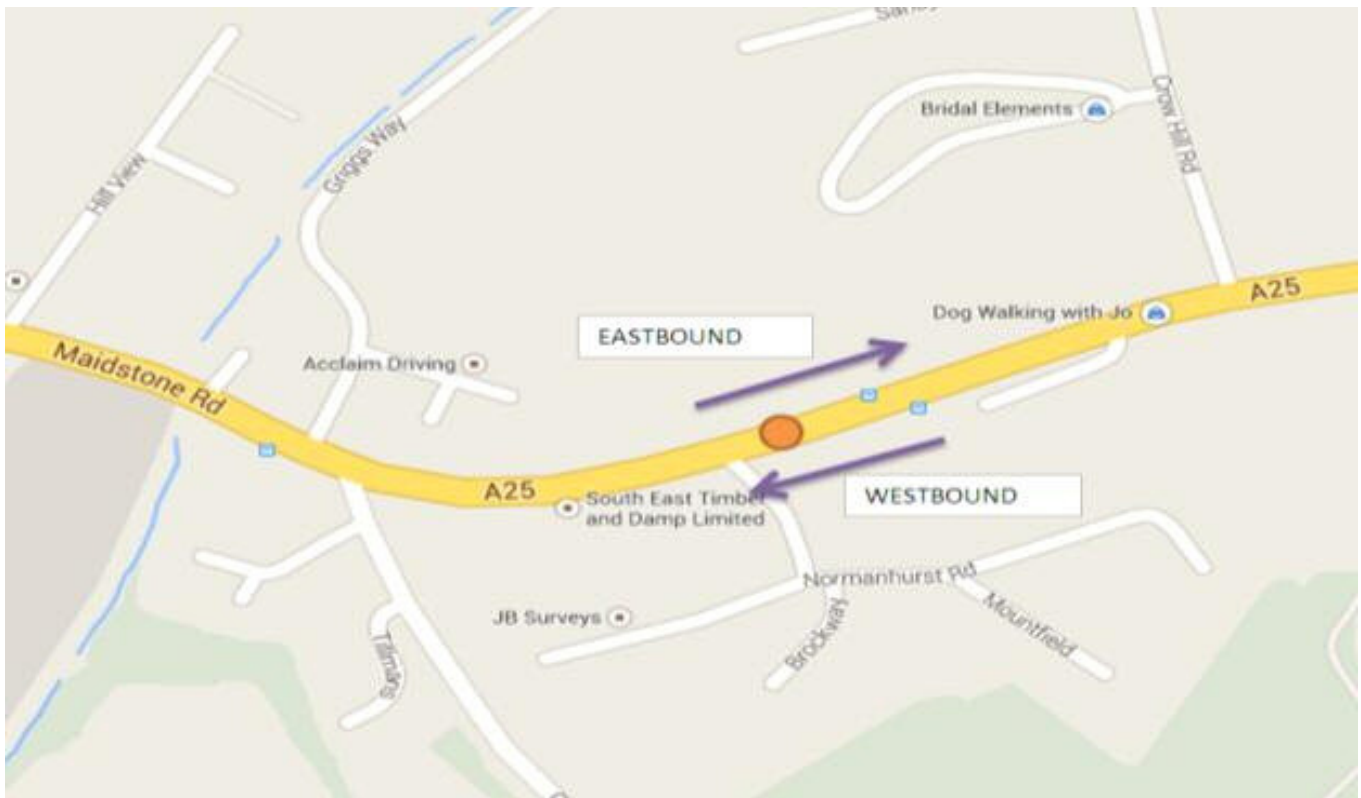 Bridal Elements
Crow Hill Rd
Griggs Way
Hill View
A25
Dog Walking with Jo
EASTBOUND
Maidstone Rd
Acclaim Driving
A25
South East Timber
and Damp Limited
WESTBOUND
Normanhurst Rd
JB Surveys
Mountfield
Brockway
Tillmans